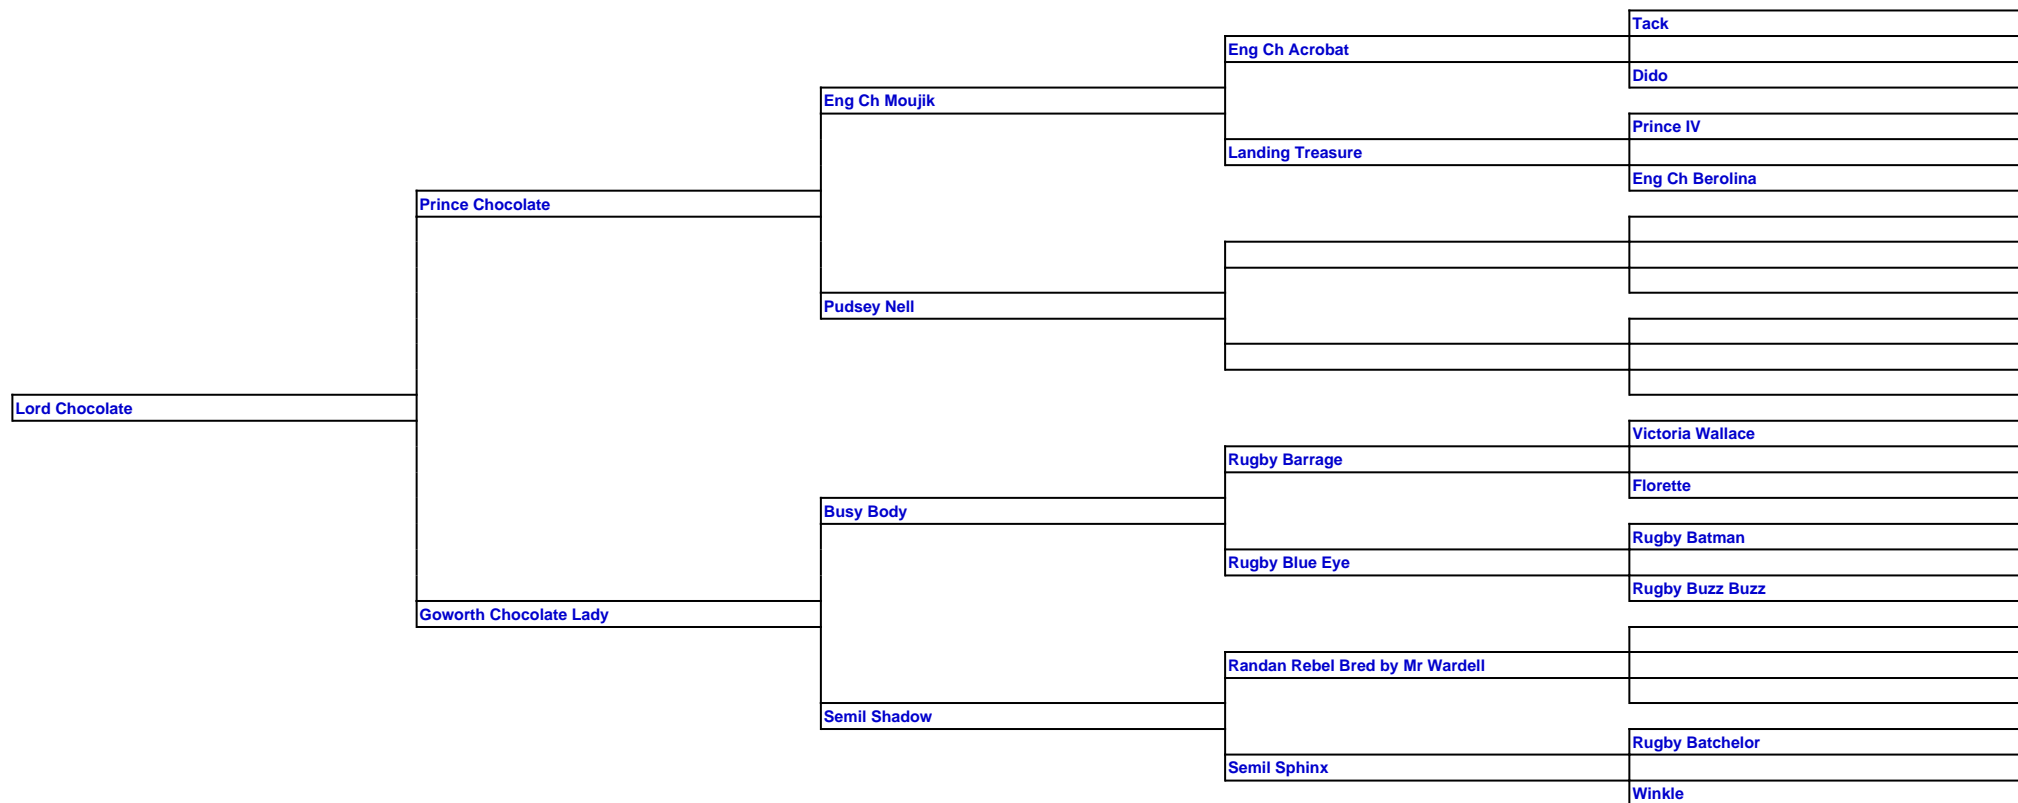 Tack
Eng Ch Acrobat
Dido
Eng Ch Moujik
Prince IV
Landing Treasure
Eng Ch Berolina
Prince Chocolate
Pudsey Nell
Lord Chocolate
Victoria Wallace
Rugby Barrage
Florette
Busy Body
Rugby Batman
Rugby Blue Eye
Rugby Buzz Buzz
Goworth Chocolate Lady
Randan Rebel Bred by Mr Wardell
Semil Shadow
Rugby Batchelor
Semil Sphinx
Winkle